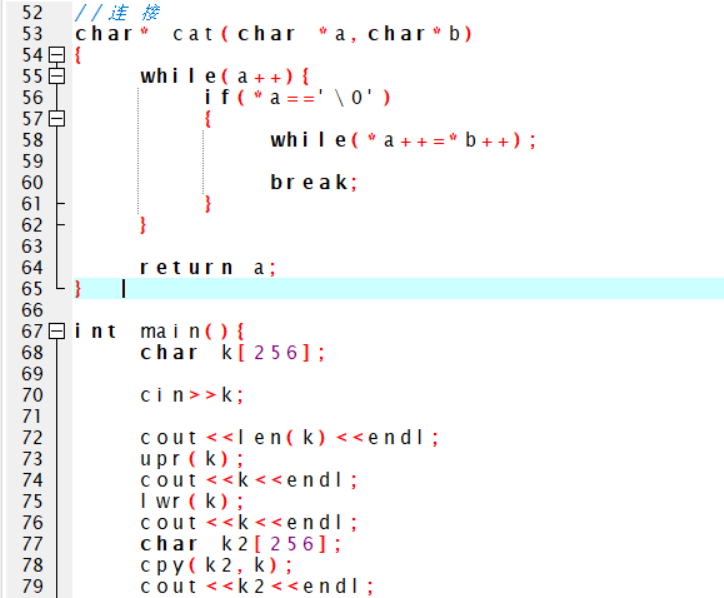 52 //连 接
53 char* cat(char *a,char*b)
54 {
55 while(a++){
56 if(*a=='\0')
57 {
58 while(*a++=*b++);
59
60 break;
61 }
62 }
63
64 return a;
65 }
66
67 int main(){
68 char k[256];
69
70 cin>>k;
71
72 cout<<len(k)<<endl;
73 upr(k);
74 cout<<k<<endl;
75 lwr(k);
76 cout<<k<<endl;
77 char k2[256];
78 cpy(k2,k);
79 cout<<k2<<endl;